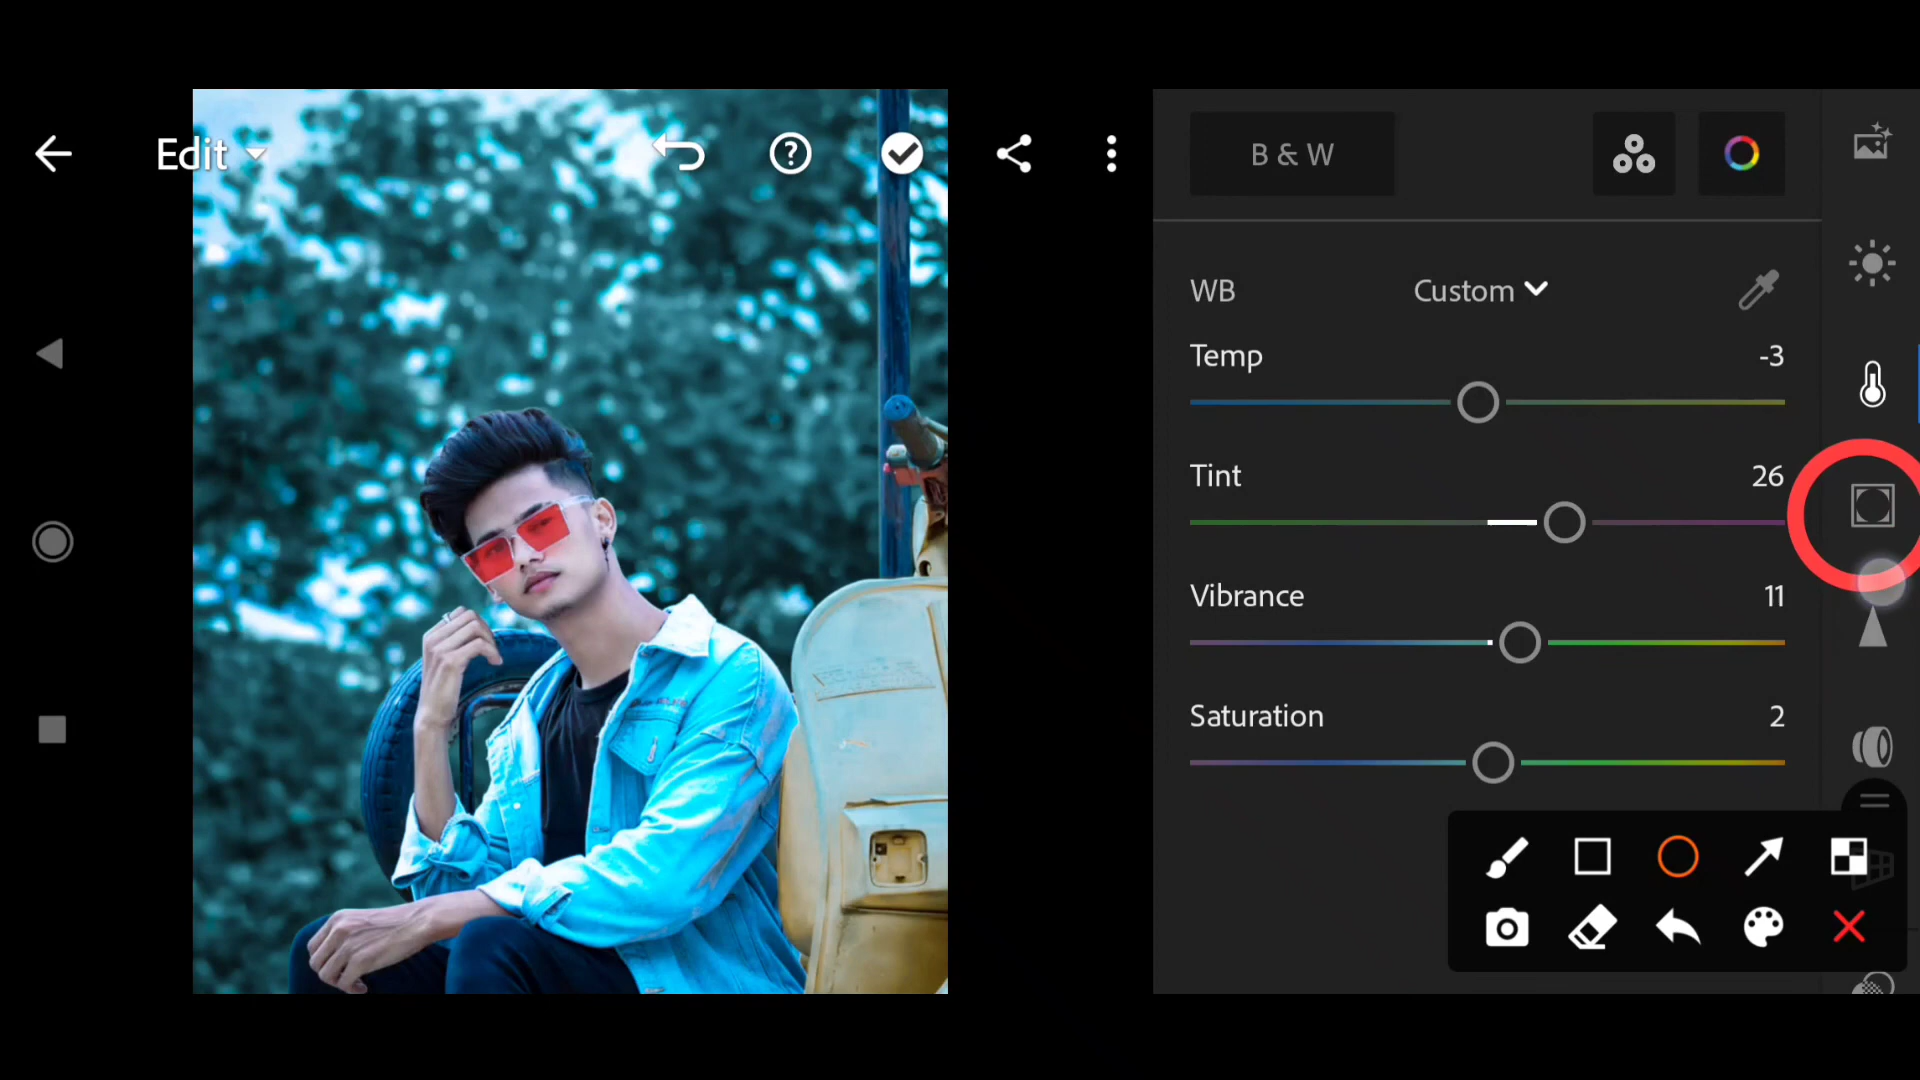 Edit
B & W
WB
Custom
Temp
-3
Tint
26
Vibrance
11
Saturation
2